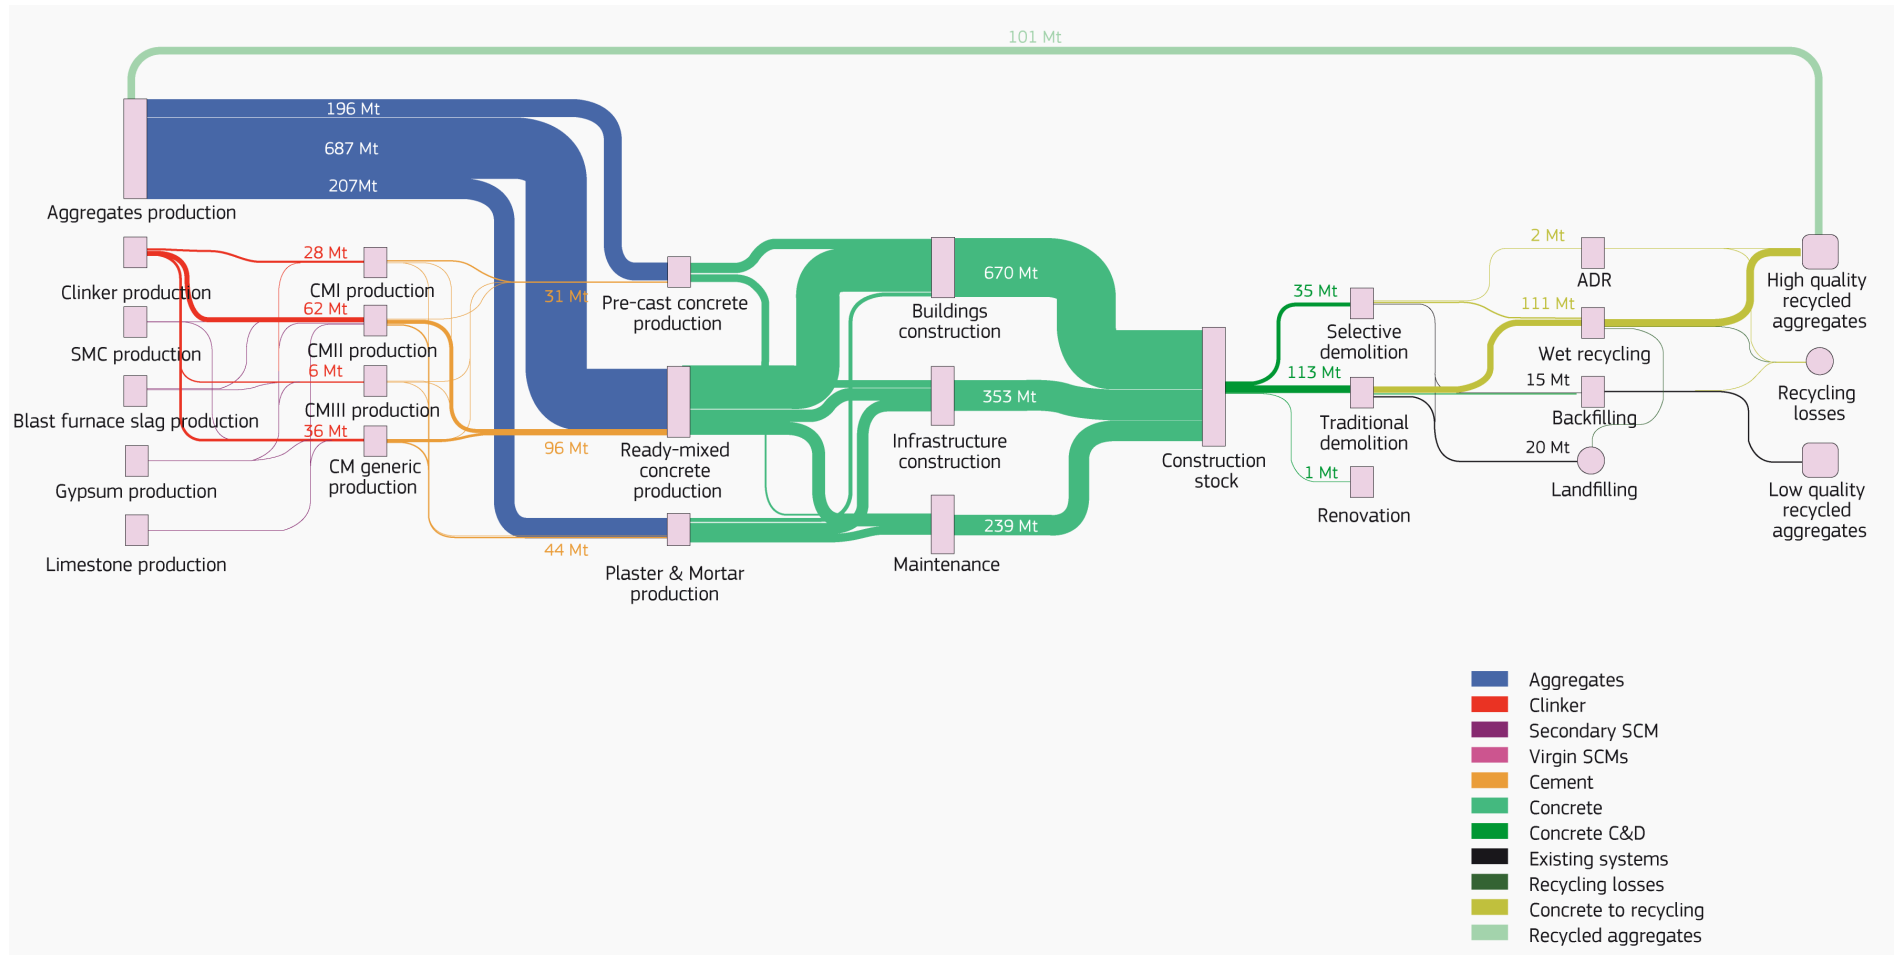 101 Mt
196 Mt
687 Mt
207Mt
Aggregates production
Clinker production
SMC production
Blast furnace slag production
Gypsum production
Limestone production
28 Mt
CMI production
62 Mt
CMII production
6 Mt
CMIII production
36 Mt
CM generic
production
31 Mt
96 Mt
44 Mt
Pre-cast concrete
production
Ready-mixed
concrete
production
Plaster & Mortar
production
Buildings
construction
Infrastructure
construction
Maintenance
670 Mt
353 Mt
239 Mt
Construction
stock
35 Mt
Selective
demolition
113 Mt
Traditional
demolition
1 Mt
Renovation
2 Mt
ADR
111 Mt
Wet recycling
15 Mt
Backfilling
20 Mt
Landfilling
High quality
recycled
aggregates
Recycling
losses
Low quality
recycled
aggregates
Aggregates
Clinker
Secondary SCM
Virgin SCMs
Cement
Concrete
Concrete C&D
Existing systems
Recycling losses
Concrete to recycling
Recycled aggregates